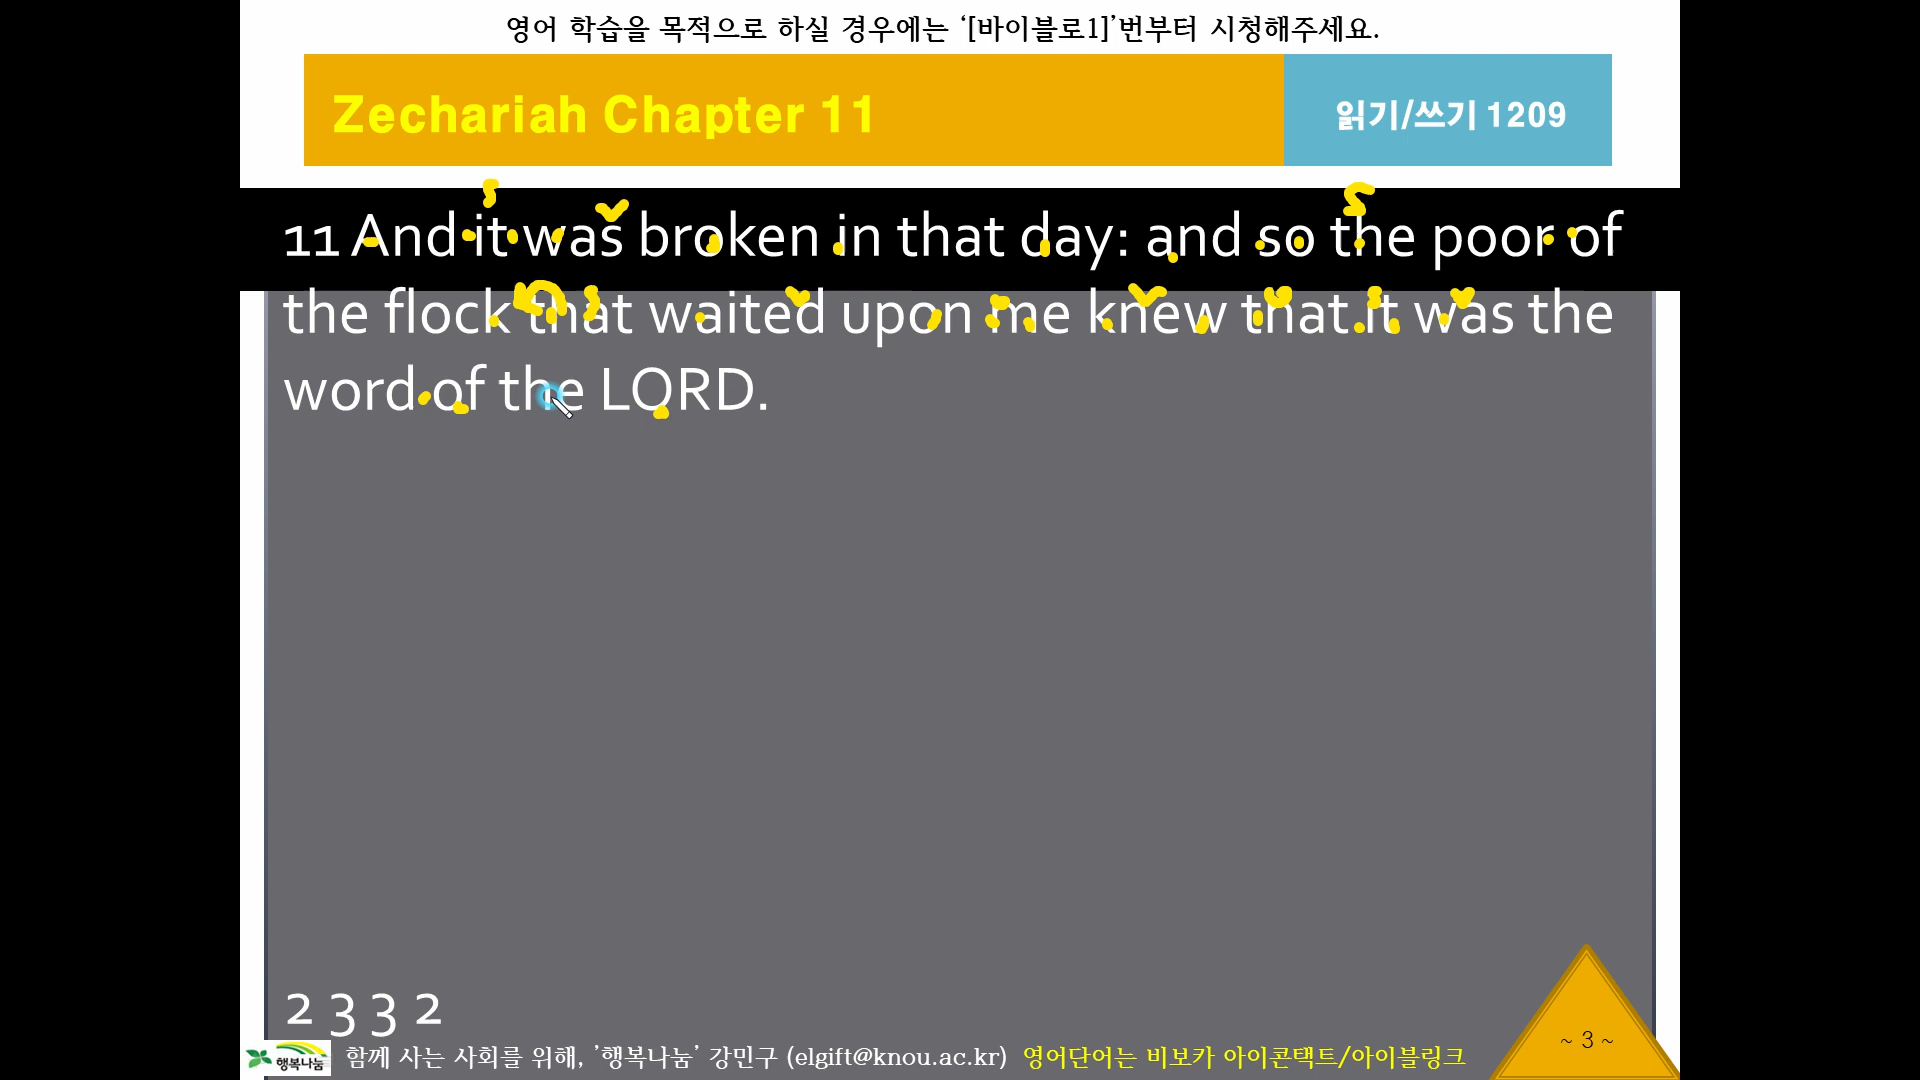 영어 학습을 목적으로 하실 경우에는 ‘[바이블로1]’번부터 시청해주세요.
Zechariah Chapter 11
읽기/쓰기 1209
11 And it was broken in that day: and so the poor of
the flock that waited upon me knew that it was the
word of the LORD.
2 3 3 2
~ 3 ~
행복나눔
함께 사는 사회를 위해, ’행복나눔’ 강민구 (elgift@knou.ac.kr) 영어단어는 비보카 아이콘택트/아이블링크